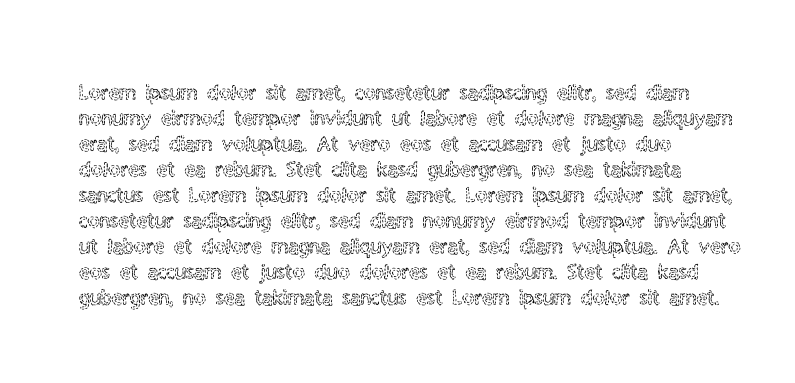 Lorem ipsum dolor sit amet, consetetur sadipscing elitr, sed diam
nonumy eirmod tempor invidunt ut labore et dolore magna aliquyam
erat, sed diam voluptua. At vero eos et accusam et justo duo
dolores et ea rebum. Stet clita kasd gubergren, no sea takimata
sanctus est Lorem ipsum dolor sit amet. Lorem ipsum dolor sit amet,
consetetur sadipscing elitr, sed diam nonumy eirmod tempor invidunt
ut labore et dolore magna aliquyam erat, sed diam voluptua. At vero
eos et accusam et justo duo dolores et ea rebum. Stet clita kasd
gubergren, no sea takimata sanctus est Lorem ipsum dolor sit amet.